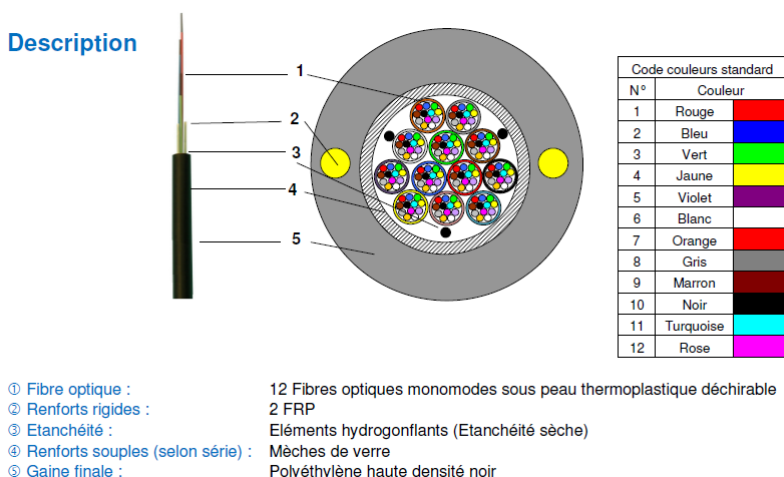 Description
1
2
3
4
5
Code couleurs standard
N° Couleur
1 Rouge
2 Bleu
3 Vert
4 Jaune
5 Violet
6 Blanc
7 Orange
8 Gris
9 Marron
10 Noir
11 Turquoise
12 Rose
① Fibre optique : 12 Fibres optiques monomodes sous peau thermoplastique déchirable
② Renforts rigides : 2 FRP
③ Etanchéité : Eléments hydrogonflants (Etanchéité sèche)
④ Renforts souples (selon série) : Mèches de verre
⑤ Gaine finale : Polyéthylène haute densité noir